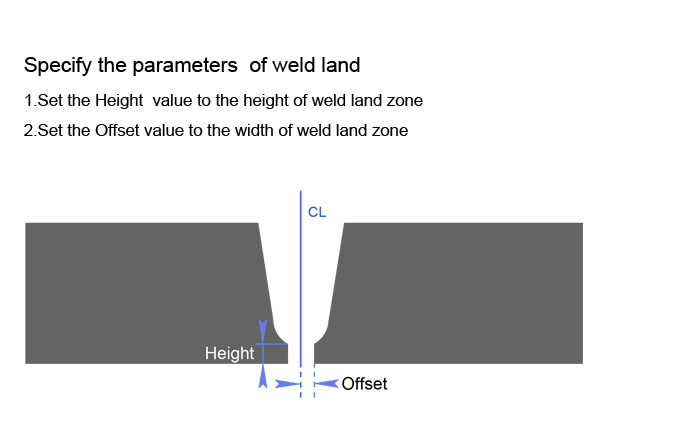 Specify the parameters  of weld land
1.Set the Height  value to the height of weld land zone
2.Set the Offset value to the width of weld land zone
CL
Height
Offset